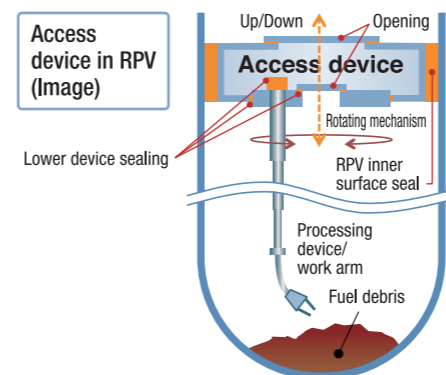 Access
device in RPV
(Image)
Up/Down
Opening
Access device
Rotating mechanism
Lower device sealing
RPV inner
surface seal
Processing
device/
work arm
Fuel debris